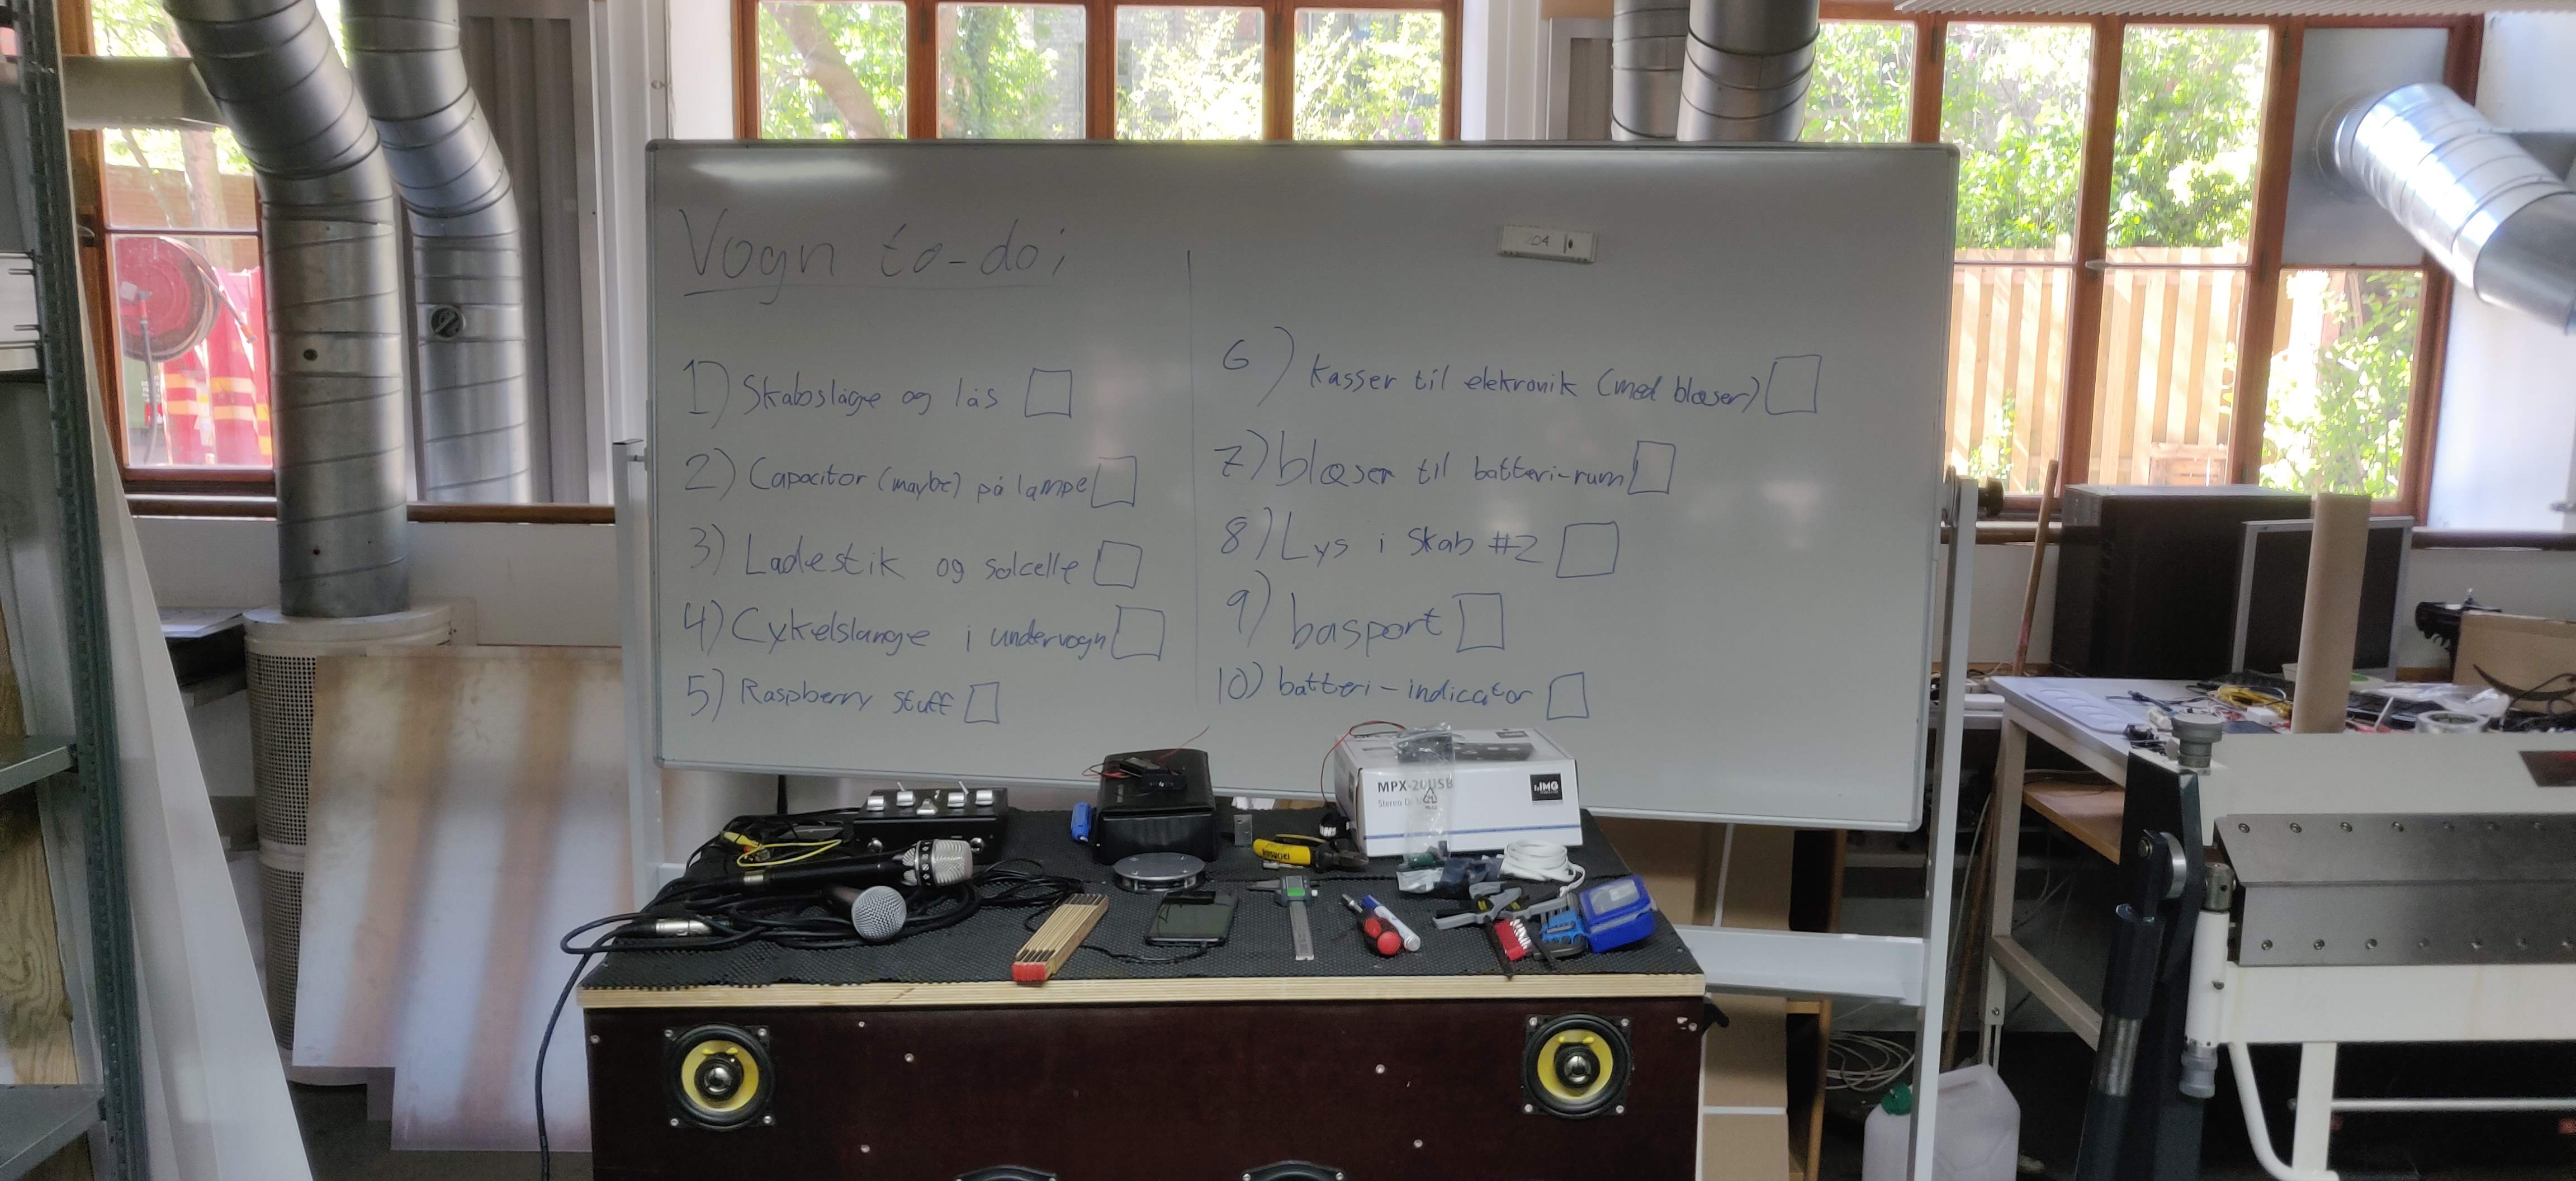 Vogn to-do:
1) Skabslåge og lås
2) Capacitor (maybe) på lampe
3) Ladestik og solcelle
4) Cykelslange i undervogn
5) Raspberry stuff
6) Kasser til elektronik (med blæser)
7) blæser til batteri-rum
8) Lys i skab #2
9) basport
10) batteri-indicator
204
MPX-20USB
Stereo
IMG